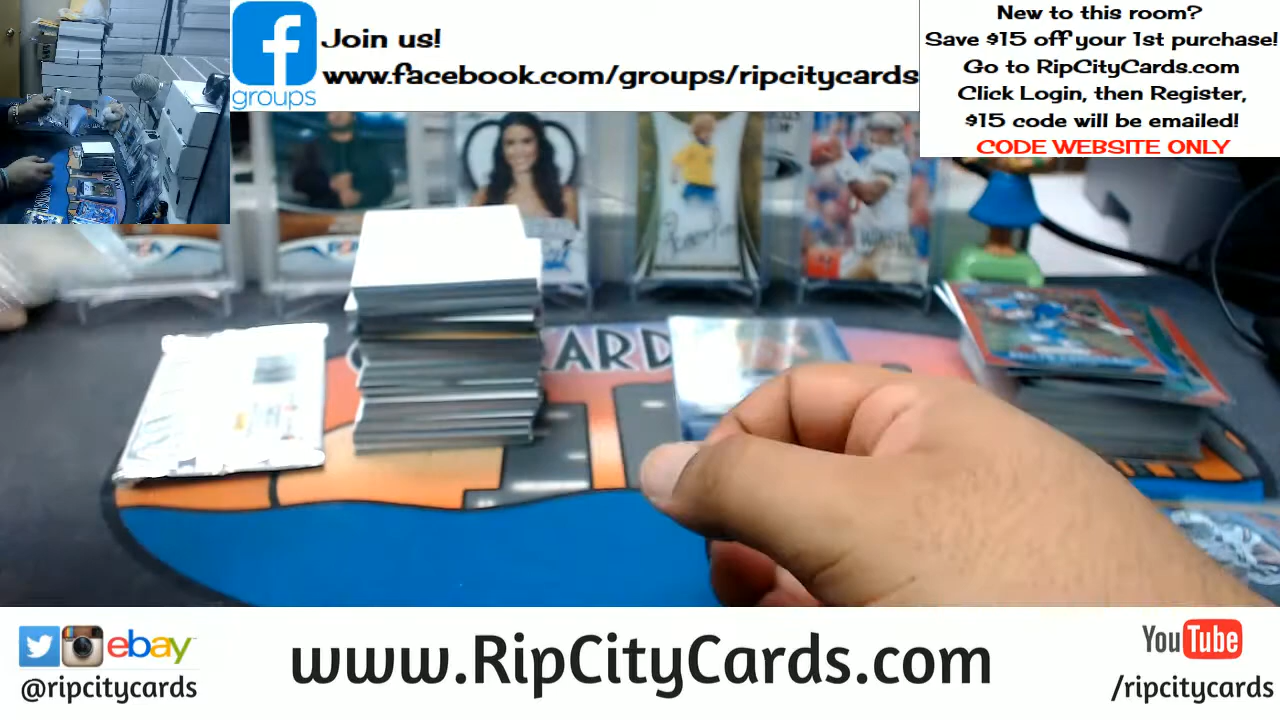 Join us!
www.facebook.com/groups/ripcitycards
groups
New to this room?
Save $15 off your 1st purchase!
Go to RipCityCards.com
Click Login, then Register,
$15 code will be emailed!
CODE WEBSITE ONLY
CARDS
ebay
@ripcitycards
www.RipCityCards.com
YouTube
/ripcitycards